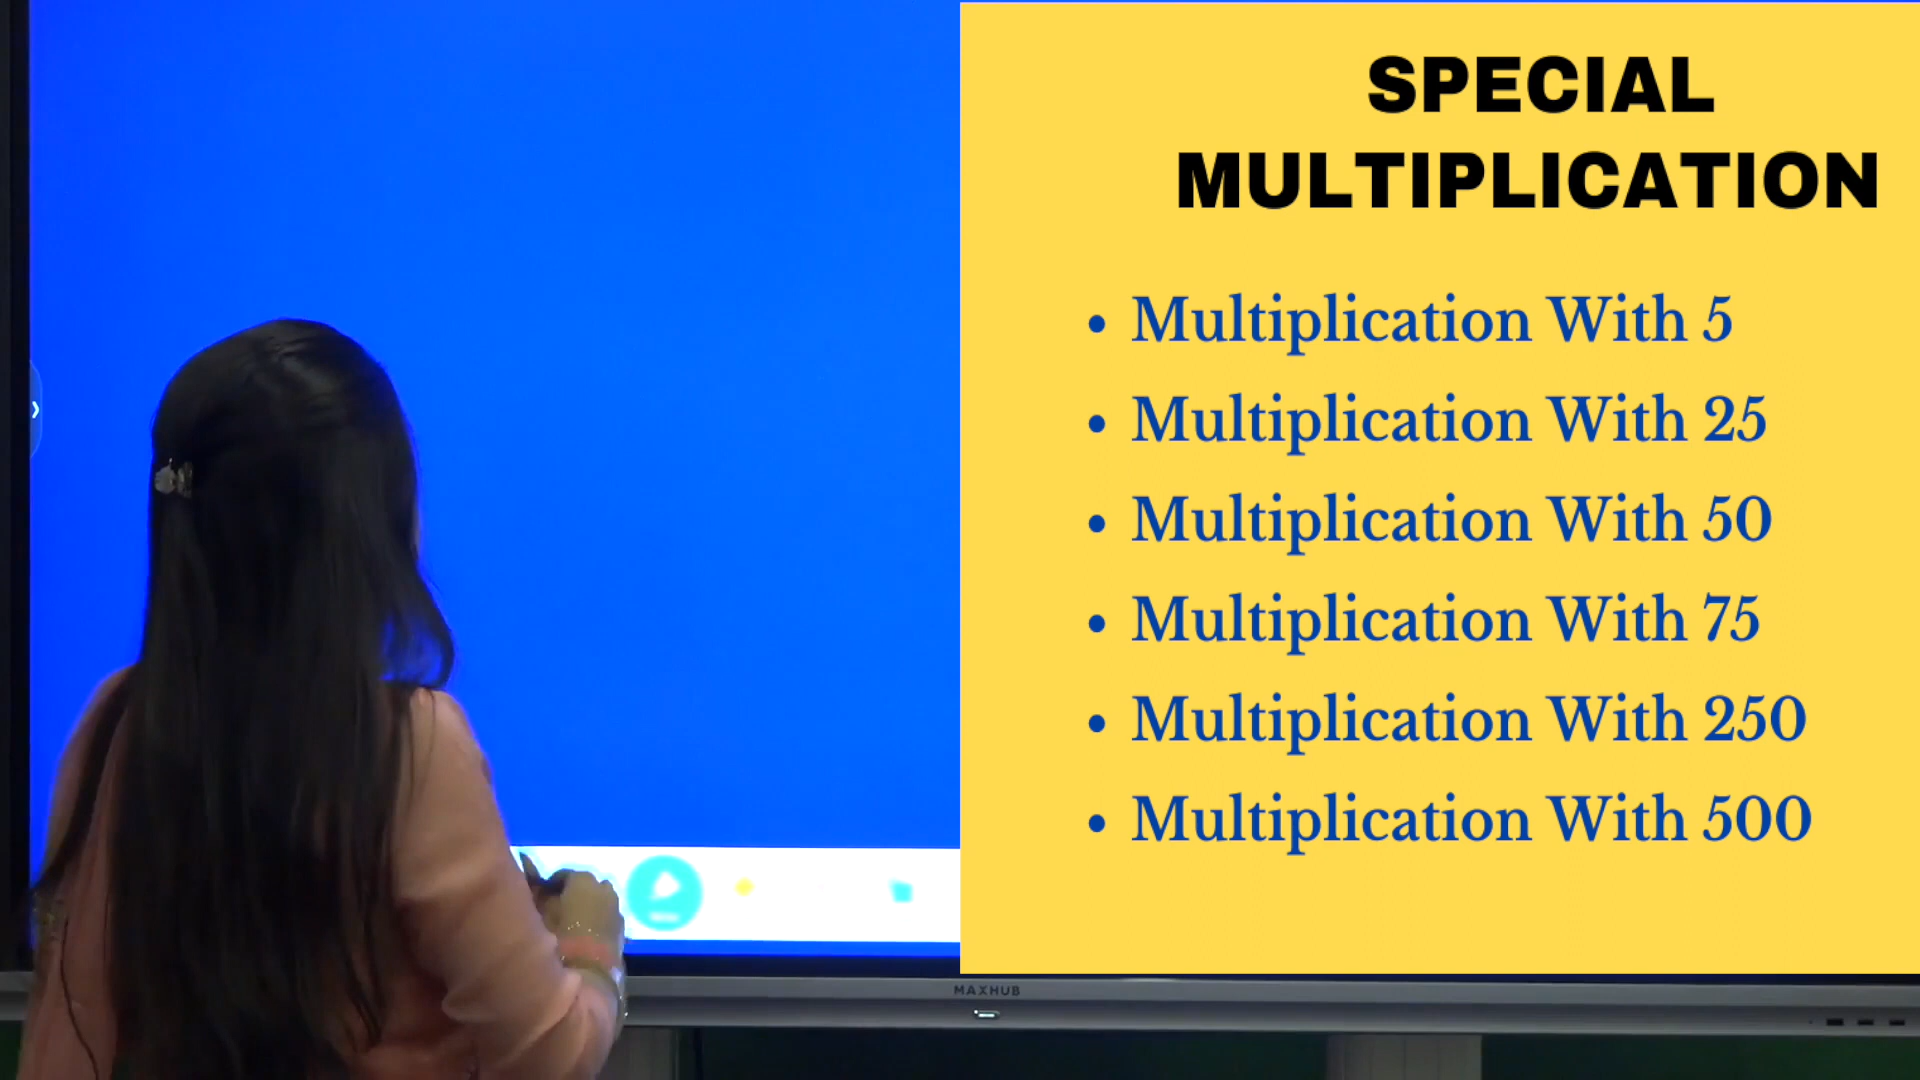 SPECIAL
MULTIPLICATION
• Multiplication With 5
• Multiplication With 25
• Multiplication With 50
• Multiplication With 75
• Multiplication With 250
• Multiplication With 500
MAXHUB